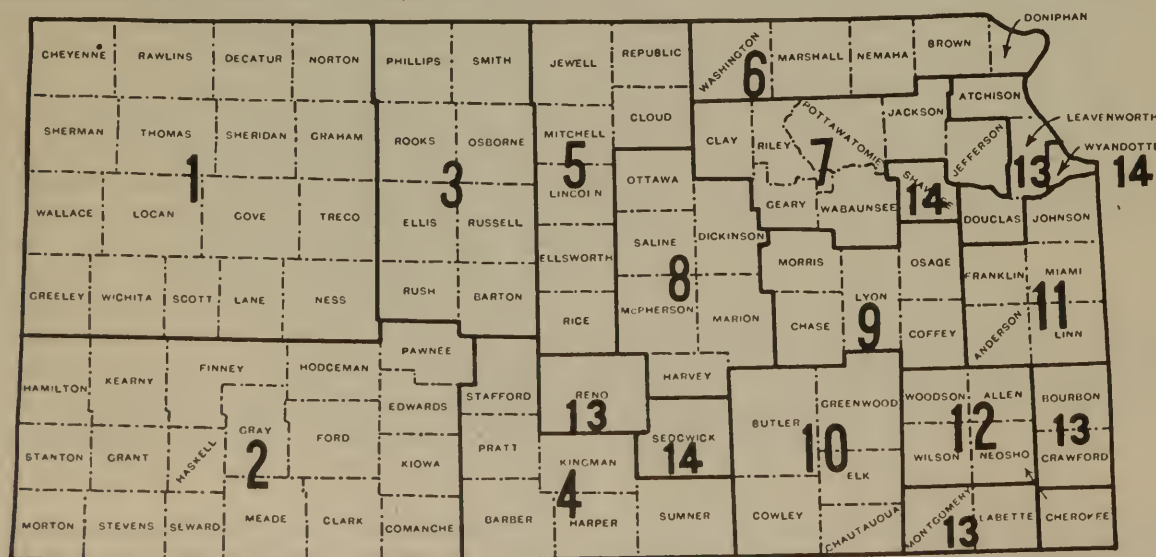 DONIPHAN
CHEYENNE RAWLINS DECATUR NORTON PHILLIPS SMITH JEWELL REPUBLIC WASHINGTON MARSHALL NEMAHA BROWN
6
ATCHISON
JACKSON
LEAVENWORTH
SHERMAN THOMAS SHERIDAN GRAHAM ROOKS OSBORNE MITCHELL CLOUD CLAY RILEY POTTAWATOMIE JEFFERSON WYANDOTTE
1 3 5 7 13 14
LINCOLN OTTAWA SHAWNEE
14
WALLACE LOGAN GOVE TRECO ELLIS RUSSELL GEARY WABAUNSEE DOUGLAS JOHNSON
SALINE DICKINSON
ELLSWORTH MORRIS OSAGE
8
FRANKLIN MIAMI
GREELEY WICHITA SCOTT LANE NESS RUSH BARTON LYON
11
RICE McPHERSON MARION CHASE 9 COFFEY ANDERSON LINN
PAWNEE
HAMILTON KEARNY FINNEY HODGEMAN HARVEY
EDWARDS STAFFORD RENO GREENWOOD WOODSON ALLEN BOURBON
13
GRAY FORD BUTLER 12 13
SEDGWICK
14
10
STANTON GRANT HASKELL 2 KIOWA PRATT KINGMAN WILSON NEOSHO CRAWFORD
ELK
4
MORTON STEVENS SEWARD MEADE CLARK COMANCHE BARBER HARPER SUMNER COWLEY CHAUTAUQUA MONTGOMERY LABETTE CHEROKEE
13